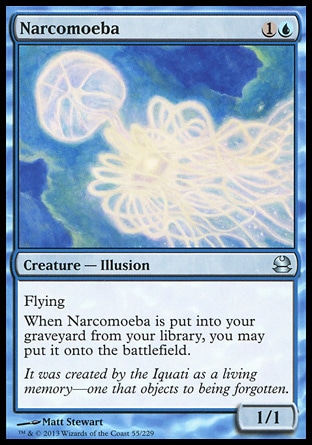 Narcomoeba 1
Creature — Illusion
Flying
When Narcomoeba is put into your
graveyard from your library, you may
put it onto the battlefield.
It was created by the Iquati as a living
memory—one that objects to being forgotten.
Matt Stewart
™ & © 2013 Wizards of the Coast 55/229
1/1